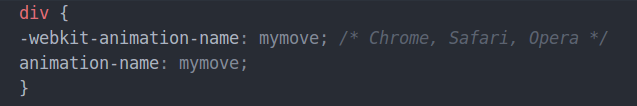 div {
-webkit-animation-name: mymove; /* Chrome, Safari, Opera */
animation-name: mymove;
}